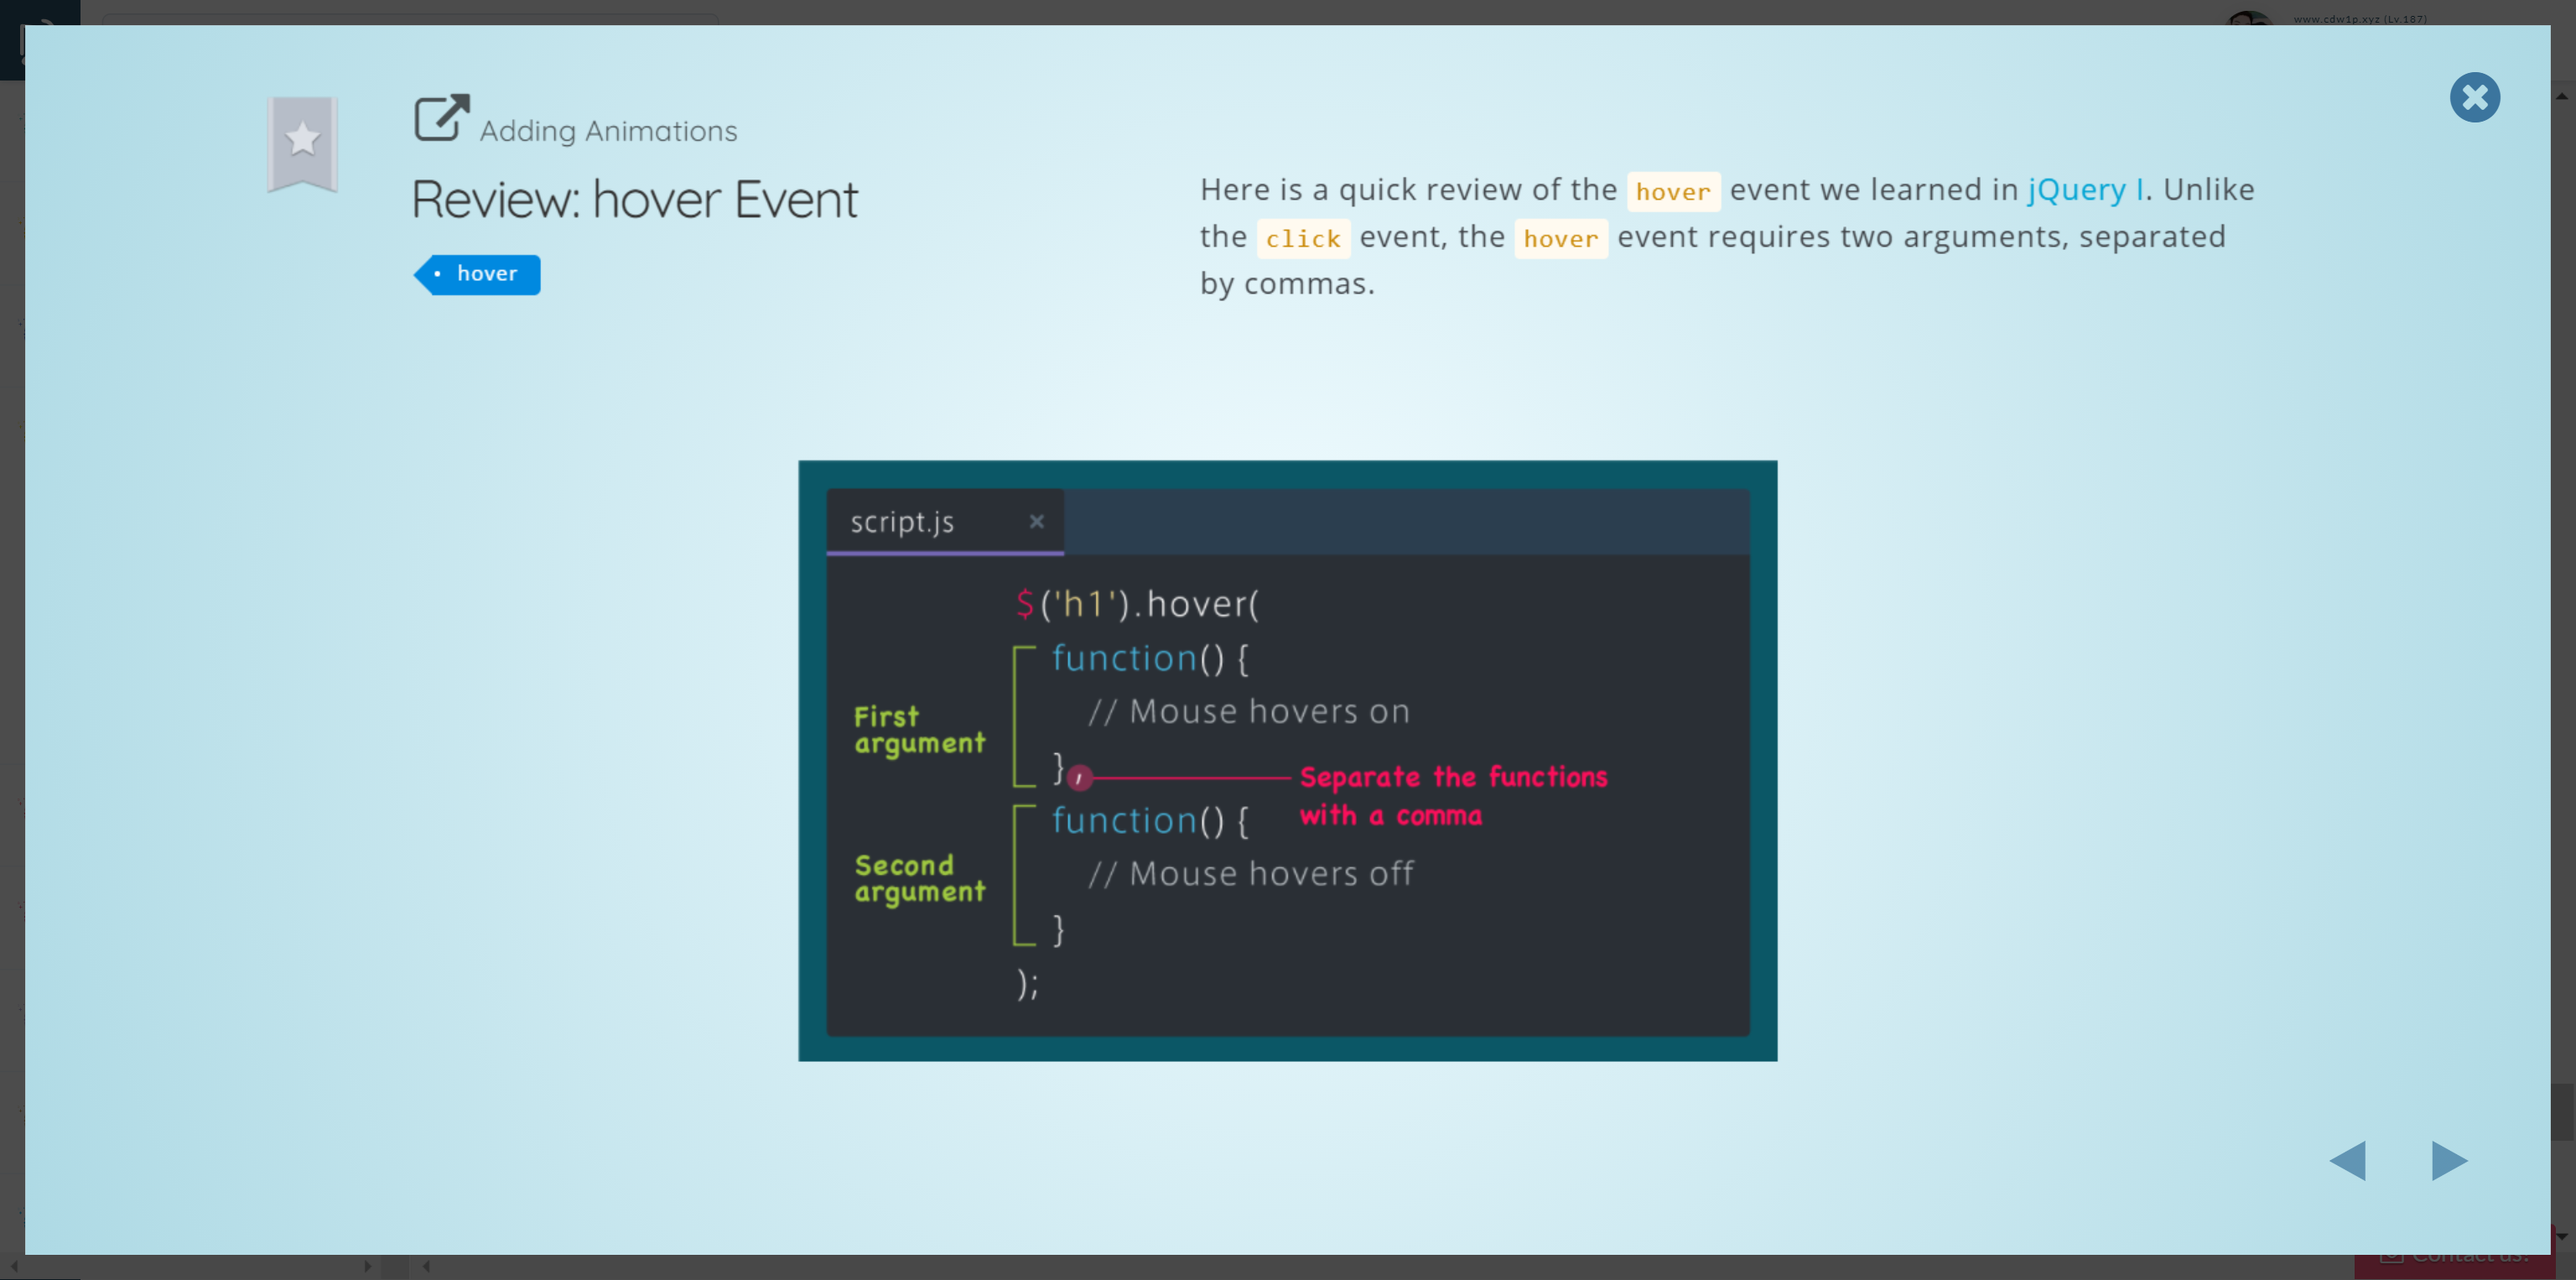 www.cdw1p.xyz (Lv.187)
Adding Animations
Review: hover Event
hover
Here is a quick review of the hover event we learned in jQuery I. Unlike
the click event, the hover event requires two arguments, separated
by commas.
script.js ×
$('h1').hover(
function() {
// Mouse hovers on
First
argument
},
Separate the functions
with a comma
function() {
// Mouse hovers off
Second
argument
}
);
Contact us!